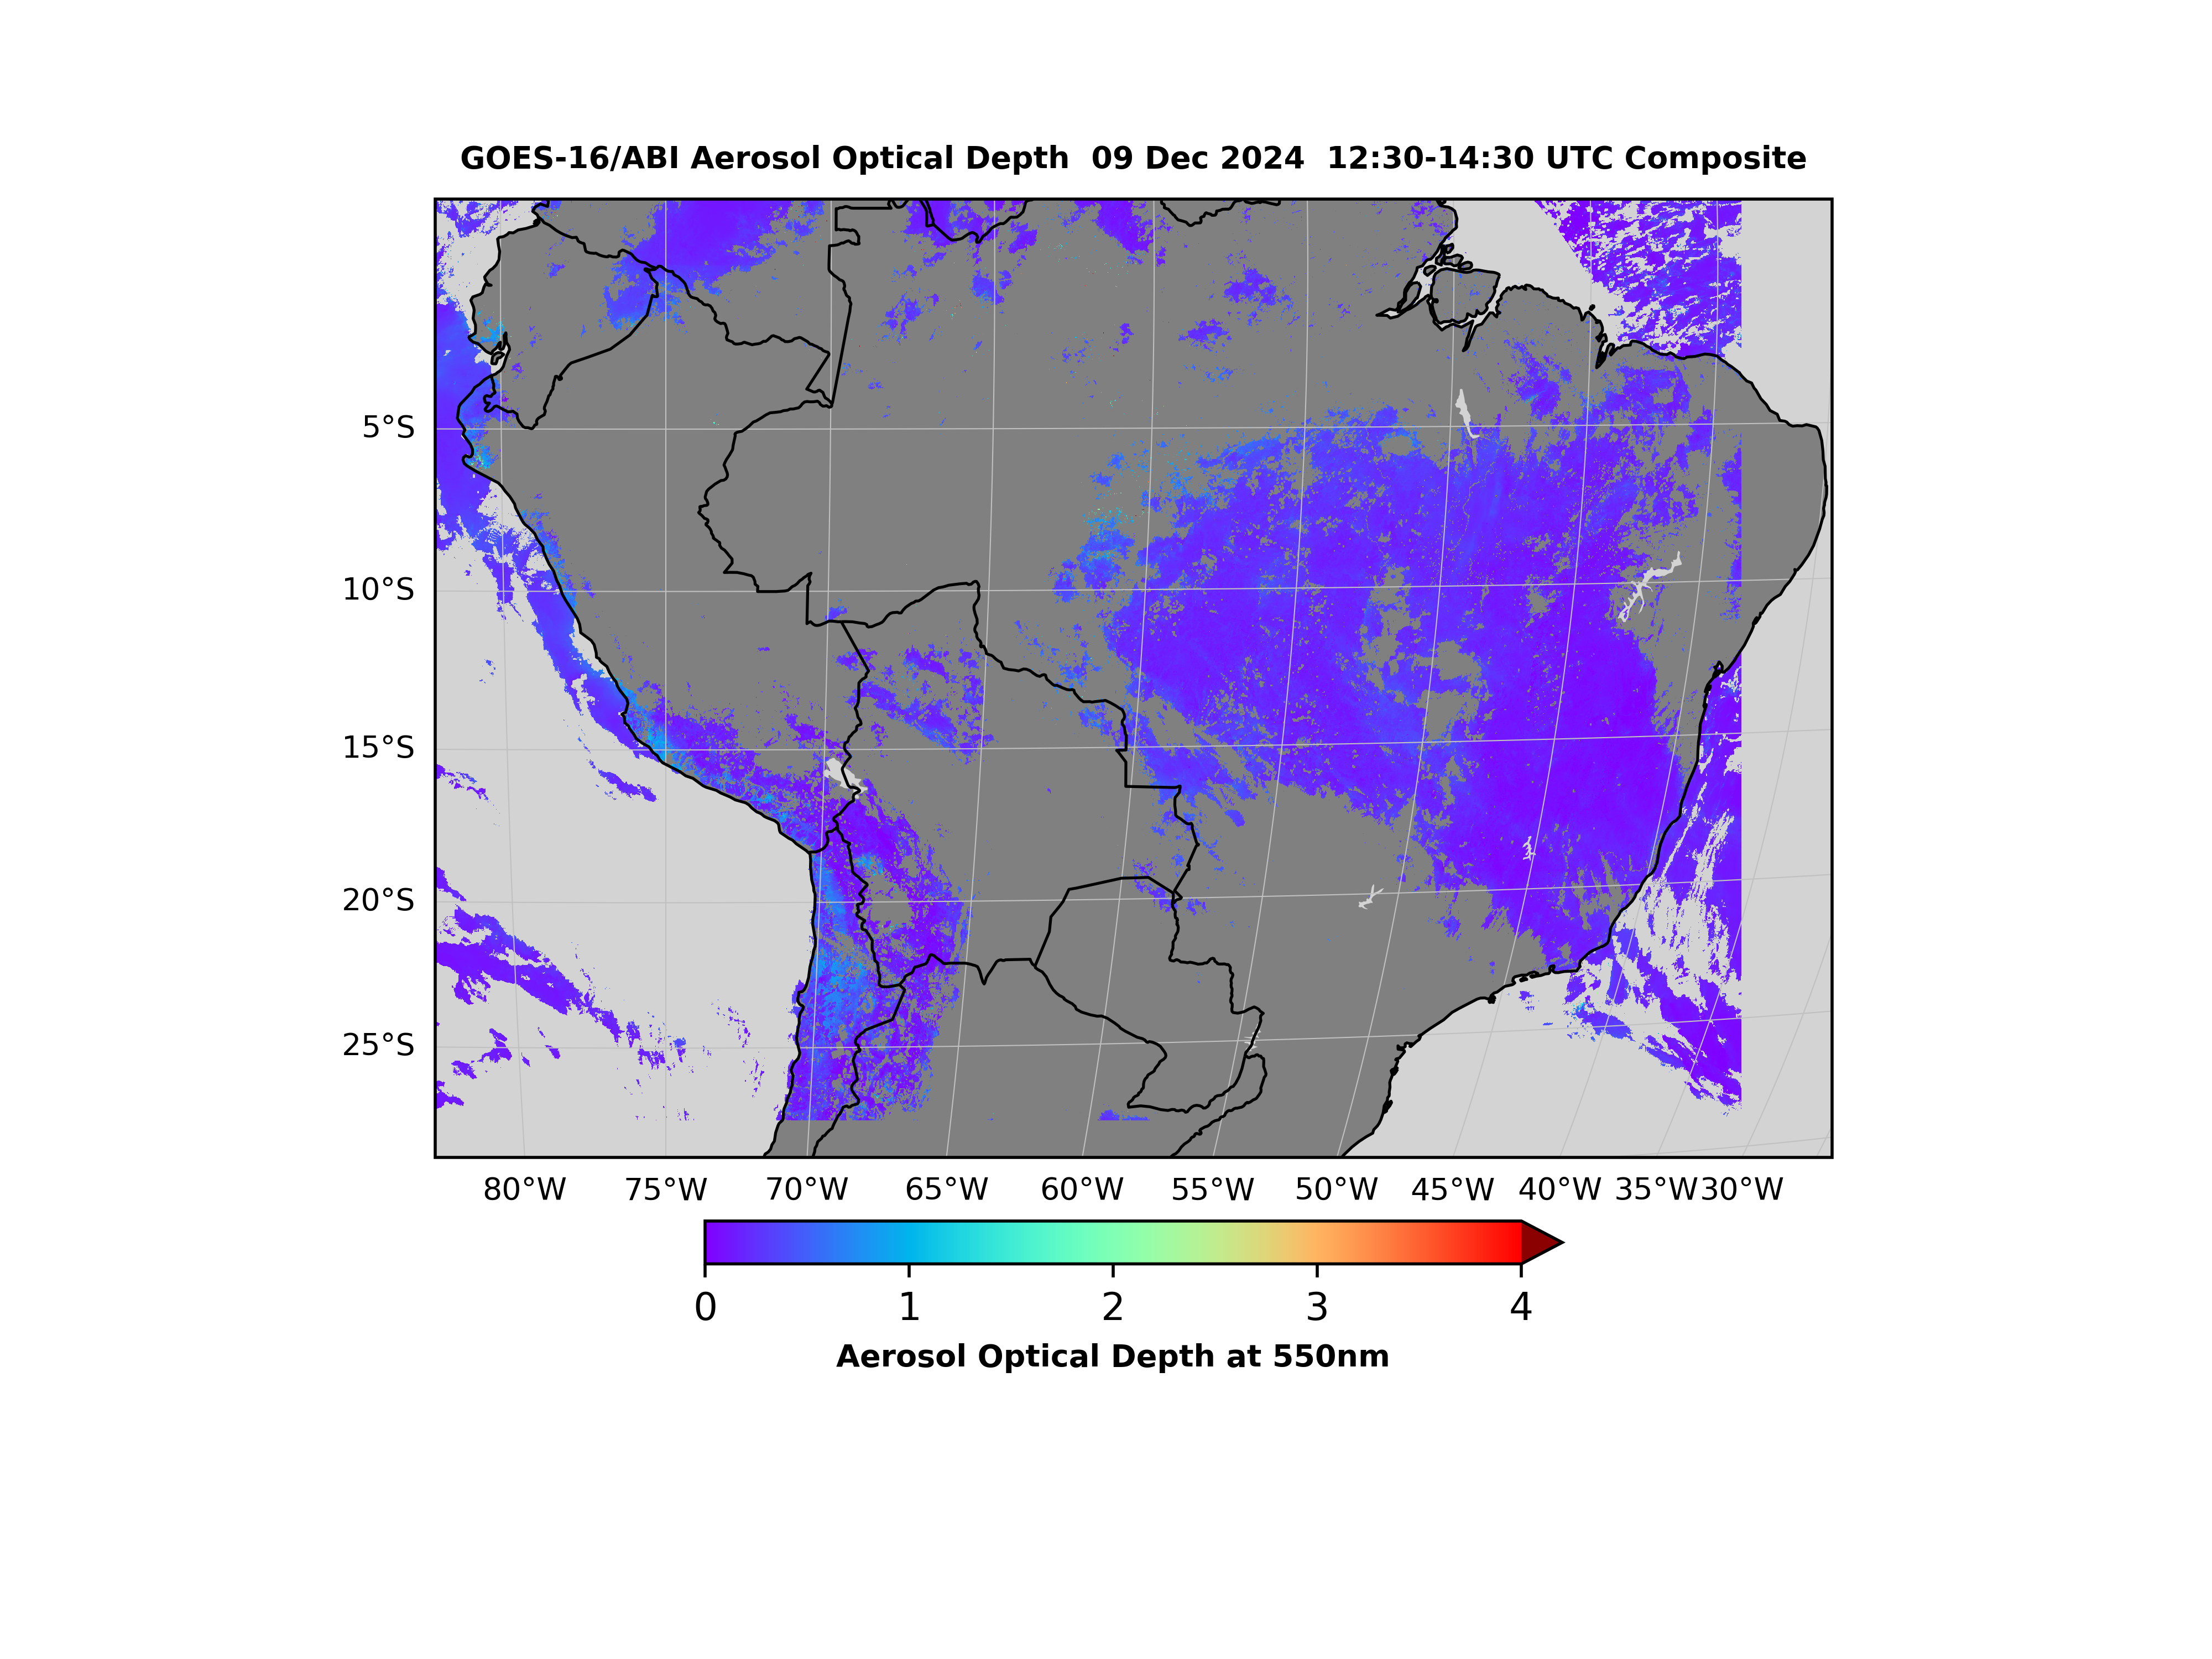 GOES-16/ABI Aerosol Optical Depth  09 Dec 2024  12:30-14:30 UTC Composite
5°S
10°S
15°S
20°S
25°S
80°W 75°W 70°W 65°W 60°W 55°W 50°W 45°W 40°W 35°W 30°W
0 1 2 3 4
Aerosol Optical Depth at 550nm